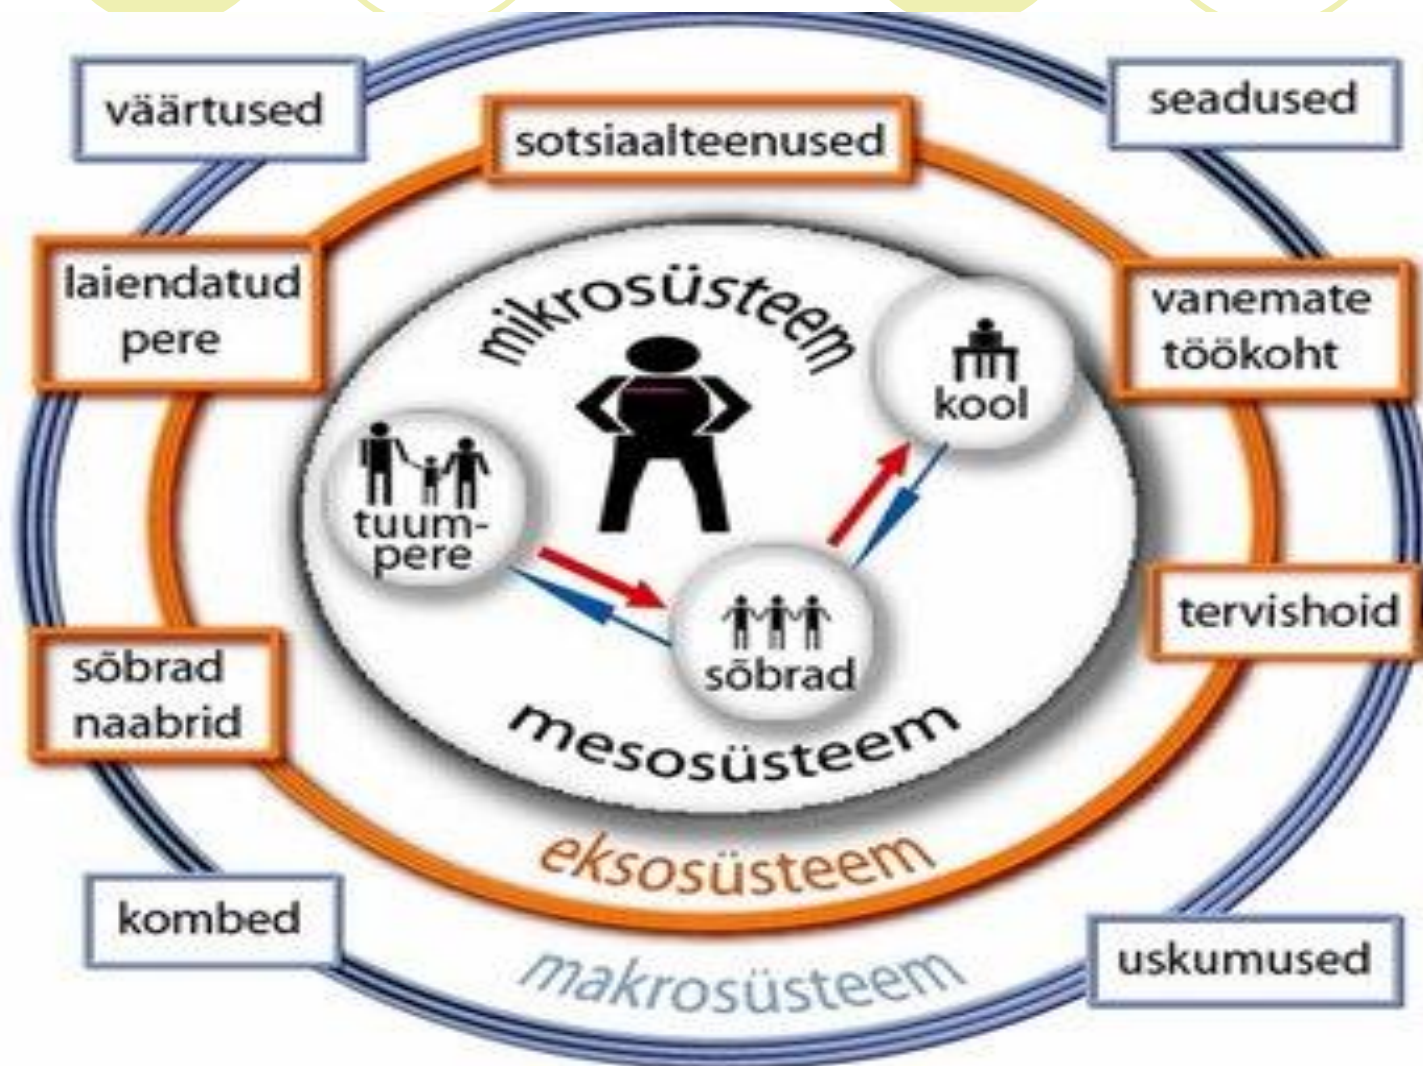 väärtused
seadused
sotsiaalteenused
laiendatud
pere
vanemate
töökoht
mikrosüsteem
kool
tuum-
pere
sõbrad
tervishoid
sõbrad
naabrid
mesosüsteem
eksosüsteem
kombed
makrosüsteem
uskumused